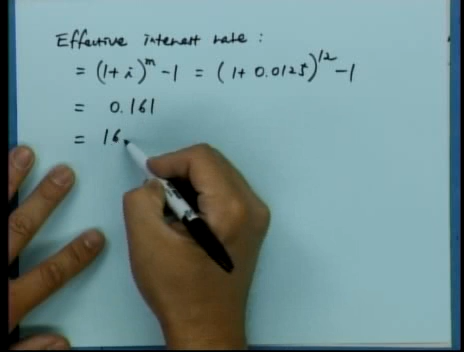 Effective interest rate :
= (1+i)^m -1 = (1+ 0.0125)^12 -1
= 0.161
= 16.